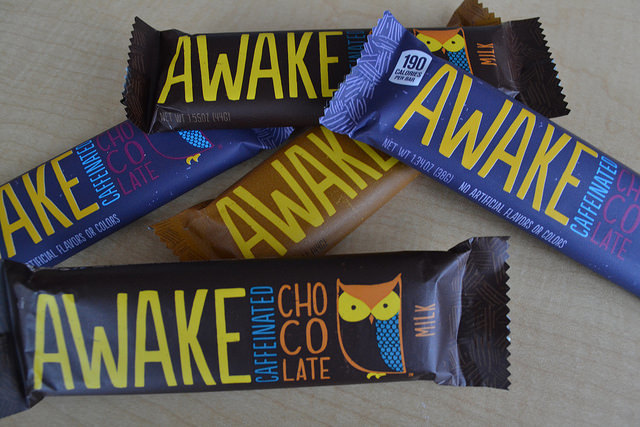 AWAKE
CAFFEINATED
MILK
NET WT 1.55OZ (44G)
190
CALORIES
PER BAR
AWAKE
CAFFEINATED
CHO
CO
LATE
NET WT 1.34OZ (38G) NO ARTIFICIAL FLAVORS OR COLORS
AKE
CAFFEINATED
CHO
CO
LATE
ARTIFICIAL FLAVORS OR COLORS
AWAK
AWAKE
CAFFEINATED
CHO
CO
LATE
MILK